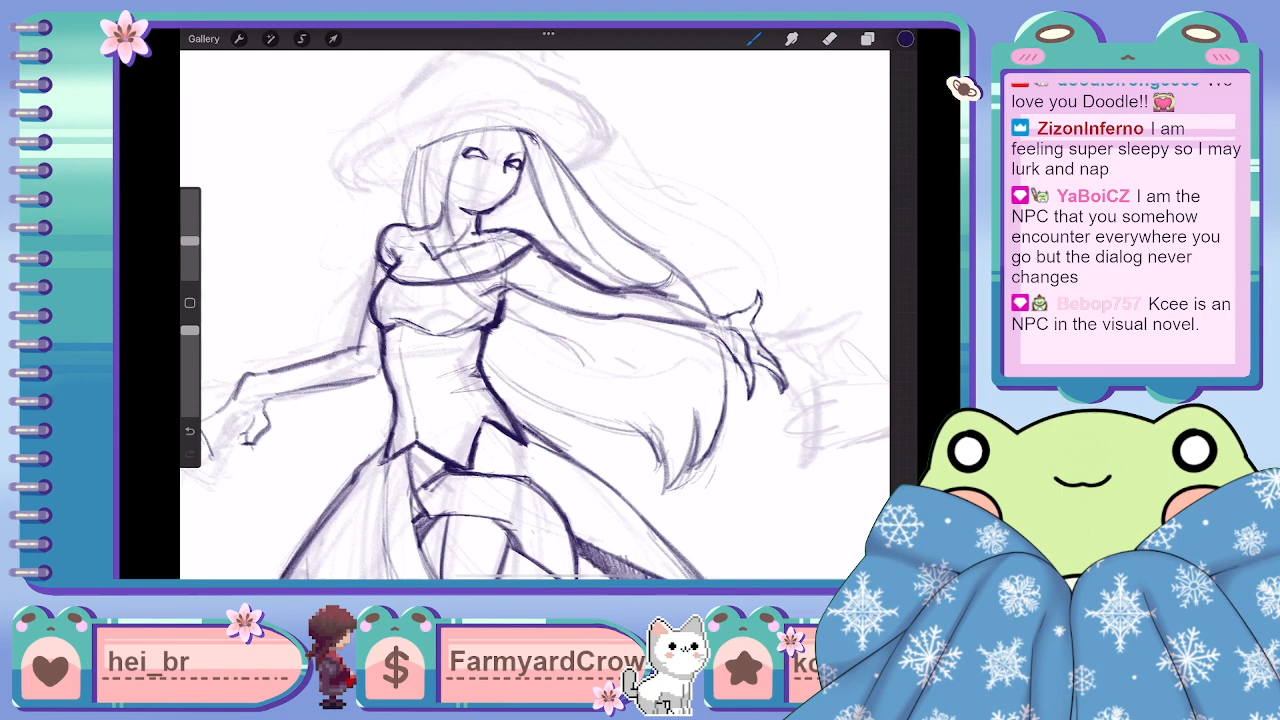 Gallery
love you Doodle!!
ZizonInferno I am
feeling super sleepy so I may
lurk and nap
YaBoiCZ I am the
NPC that you somehow
encounter everywhere you
go but the dialog never
changes
Bebop757 Kcee is an
NPC in the visual novel.
hei_br
$
FarmyardCrow